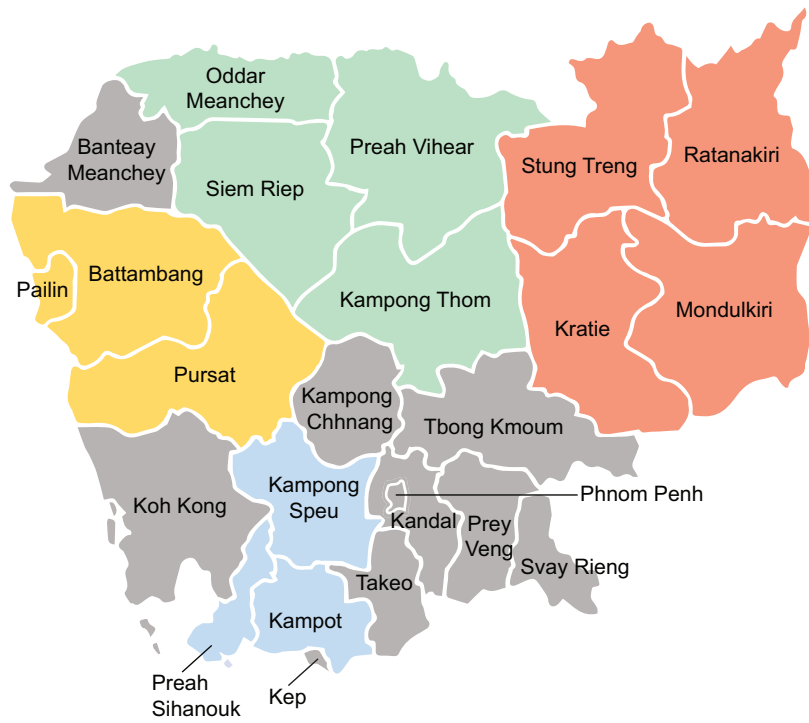 Oddar
Meanchey
Banteay
Meanchey
Preah Vihear
Stung Treng
Ratanakiri
Siem Riep
Battambang
Pailin
Kampong Thom
Kratie
Mondulkiri
Pursat
Kampong
Chhnang
Tbong Kmoum
Koh Kong
Kampong
Speu
Phnom Penh
Kandal
Prey
Veng
Svay Rieng
Takeo
Kampot
Preah
Sihanouk
Kep